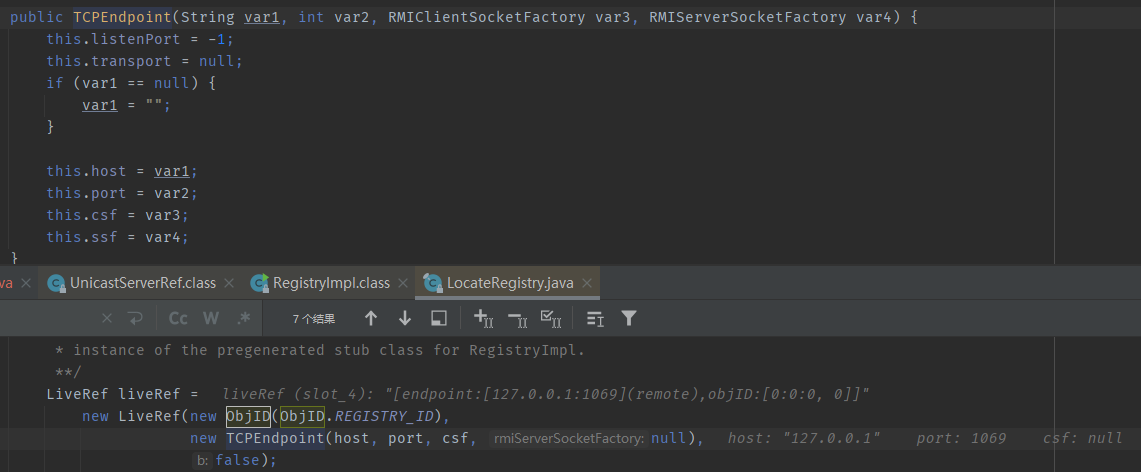 public TCPEndpoint(String var1, int var2, RMIClientSocketFactory var3, RMIServerSocketFactory var4) {
this.listenPort = -1;
this.transport = null;
if (var1 == null) {
var1 = "";
}
this.host = var1;
this.port = var2;
this.csf = var3;
this.ssf = var4;
}
va UnicastServerRef.class RegistryImpl.class LocateRegistry.java
Cc W .* 7 个结果
* instance of the pregenerated stub class for RegistryImpl.
**/
LiveRef liveRef = liveRef (slot_4): "[endpoint:[127.0.0.1:1069](remote),objID:[0:0:0, 0]]"
new LiveRef(new ObjID(ObjID.REGISTRY_ID),
new TCPEndpoint(host, port, csf, rmiServerSocketFactory: null), host: "127.0.0.1" port: 1069 csf: null
b: false);